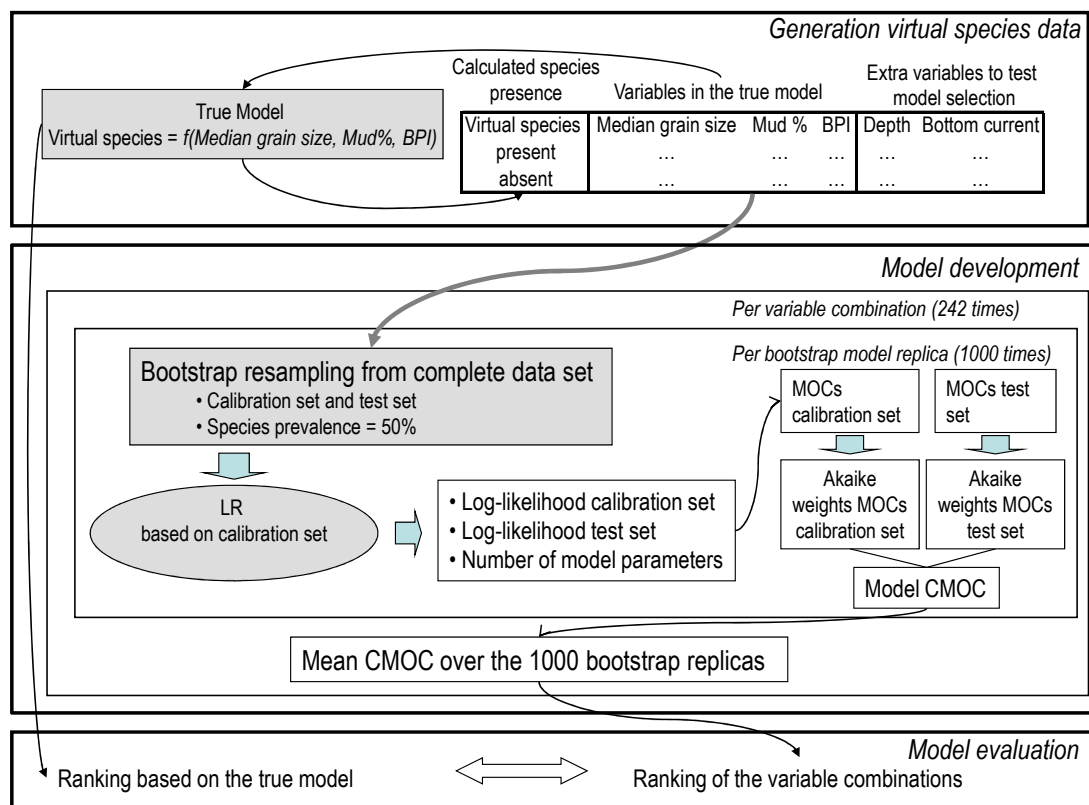 Generation virtual species data
Calculated species
presence
Variables in the true model
Extra variables to test
model selection
True Model
Virtual species = f(Median grain size, Mud%, BPI)
Virtual species Median grain size Mud % BPI Depth Bottom current
present … … … … …
absent … … … … …
Model development
Per variable combination (242 times)
Per bootstrap model replica (1000 times)
Bootstrap resampling from complete data set
• Calibration set and test set
• Species prevalence = 50%
LR
based on calibration set
• Log-likelihood calibration set
• Log-likelihood test set
• Number of model parameters
MOCs
calibration set
MOCs test
set
Akaike
weights MOCs
calibration set
Akaike
weights MOCs
test set
Model CMOC
Mean CMOC over the 1000 bootstrap replicas
Model evaluation
Ranking based on the true model
Ranking of the variable combinations